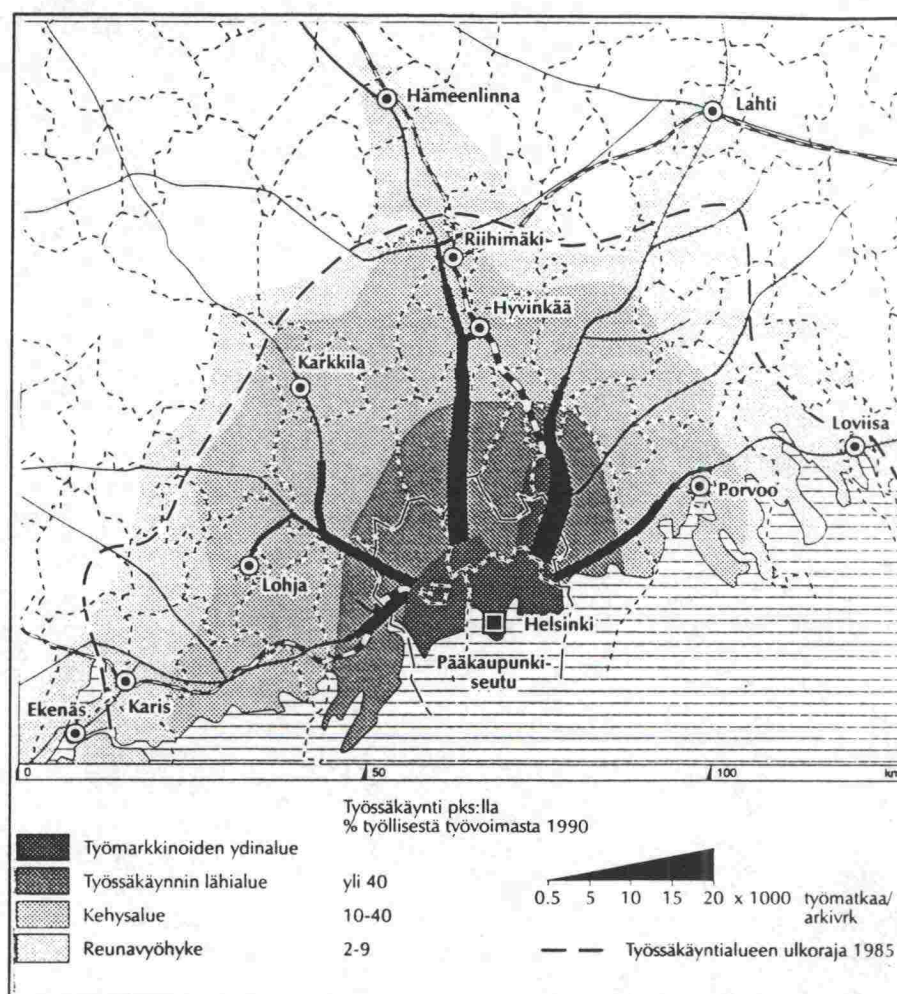 Hämeenlinna
Lahti
Riihimäki
Hyvinkää
Karkkila
Loviisa
Porvoo
Lohja
Helsinki
Pääkaupunki-
seutu
Karis
Ekenäs
0 50 100 km
Työssäkäynti pks:lla
% työllisestä työvoimasta 1990
Työmarkkinoiden ydinalue
Työssäkäynnin lähialue yli 40
Kehysalue 10-40
Reunavyöhyke 2-9
0.5 5 10 15 20 x 1000 työmatkaa/
arkivrk
Työssäkäyntialueen ulkoraja 1985